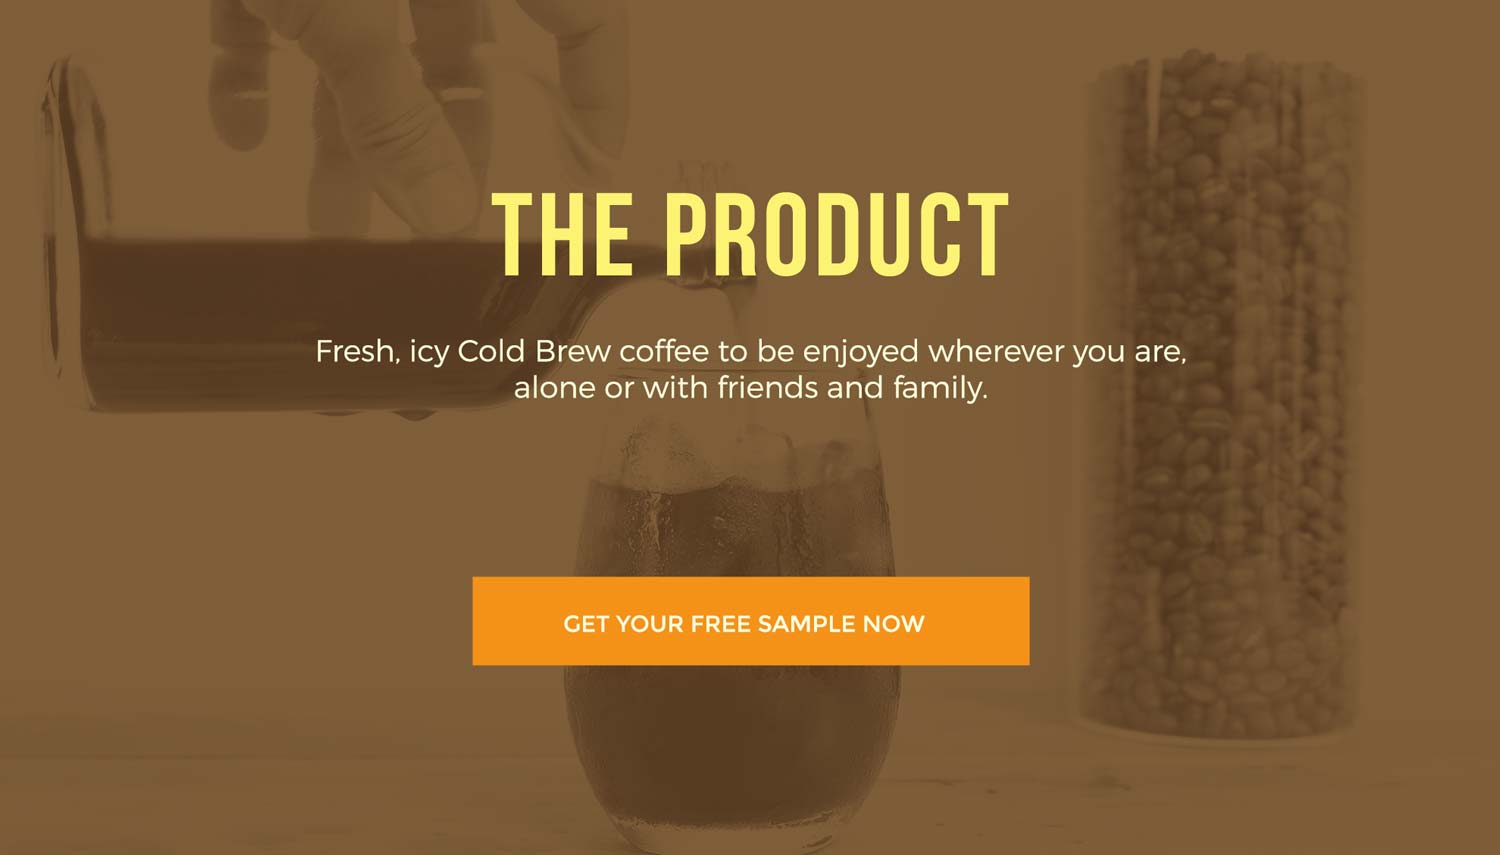 THE PRODUCT
Fresh, icy Cold Brew coffee to be enjoyed wherever you are,
alone or with friends and family.
GET YOUR FREE SAMPLE NOW